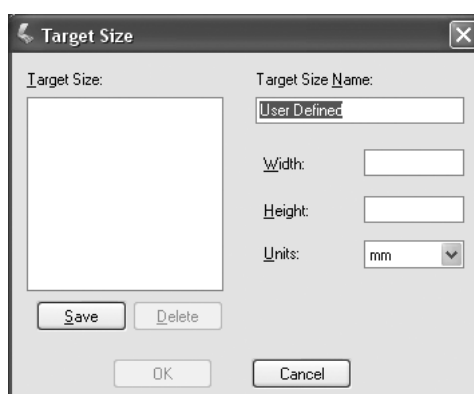 Target Size
Target Size:
Target Size Name:
User Defined
Width:
Height:
Units:
mm
Save
Delete
OK
Cancel